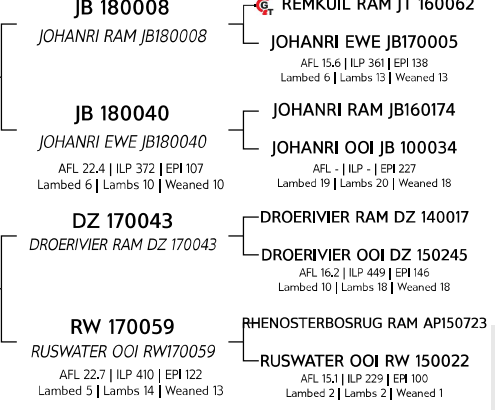 JB 180008
JOHANRI RAM JB180008
JB 180040
JOHANRI EWE JB180040
AFL 22.4 | ILP 372 | EPI 107
Lambed 6 | Lambs 10 | Weaned 10
DZ 170043
DROERIVIER RAM DZ 170043
RW 170059
RUSWATER OOI RW170059
AFL 22.7 | ILP 410 | EPI 122
Lambed 5 | Lambs 14 | Weaned 13
GT REMKUIL RAM JT 160062
JOHANRI EWE JB170005
AFL 15.6 | ILP 361 | EPI 138
Lambed 6 | Lambs 13 | Weaned 13
JOHANRI RAM JB160174
JOHANRI OOI JB 100034
AFL - | ILP - | EPI 227
Lambed 19 | Lambs 20 | Weaned 18
DROERIVIER RAM DZ 140017
DROERIVIER OOI DZ 150245
AFL 16.2 | ILP 449 | EPI 146
Lambed 10 | Lambs 18 | Weaned 18
RHENOSTERBOSRUG RAM AP150723
RUSWATER OOI RW 150022
AFL 15.1 | ILP 229 | EPI 100
Lambed 2 | Lambs 2 | Weaned 1